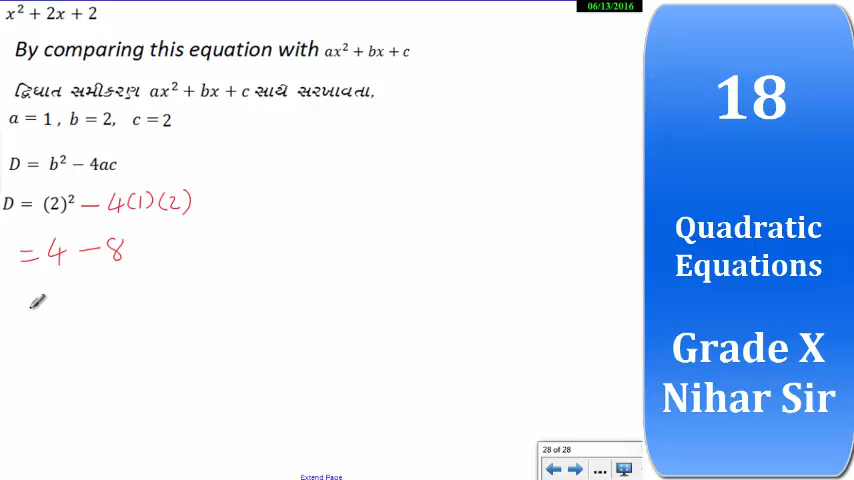 x² + 2x + 2
06/13/2016
By comparing this equation with ax² + bx + c
દ્વિઘાત સમીકરણ ax² + bx + c સાથે સરખાવતા,
a = 1 , b = 2, c = 2
D = b² − 4ac
D = (2)² − 4(1)(2)
= 4 − 8
28 of 28
Extend Page
18
Quadratic
Equations
Grade X
Nihar Sir